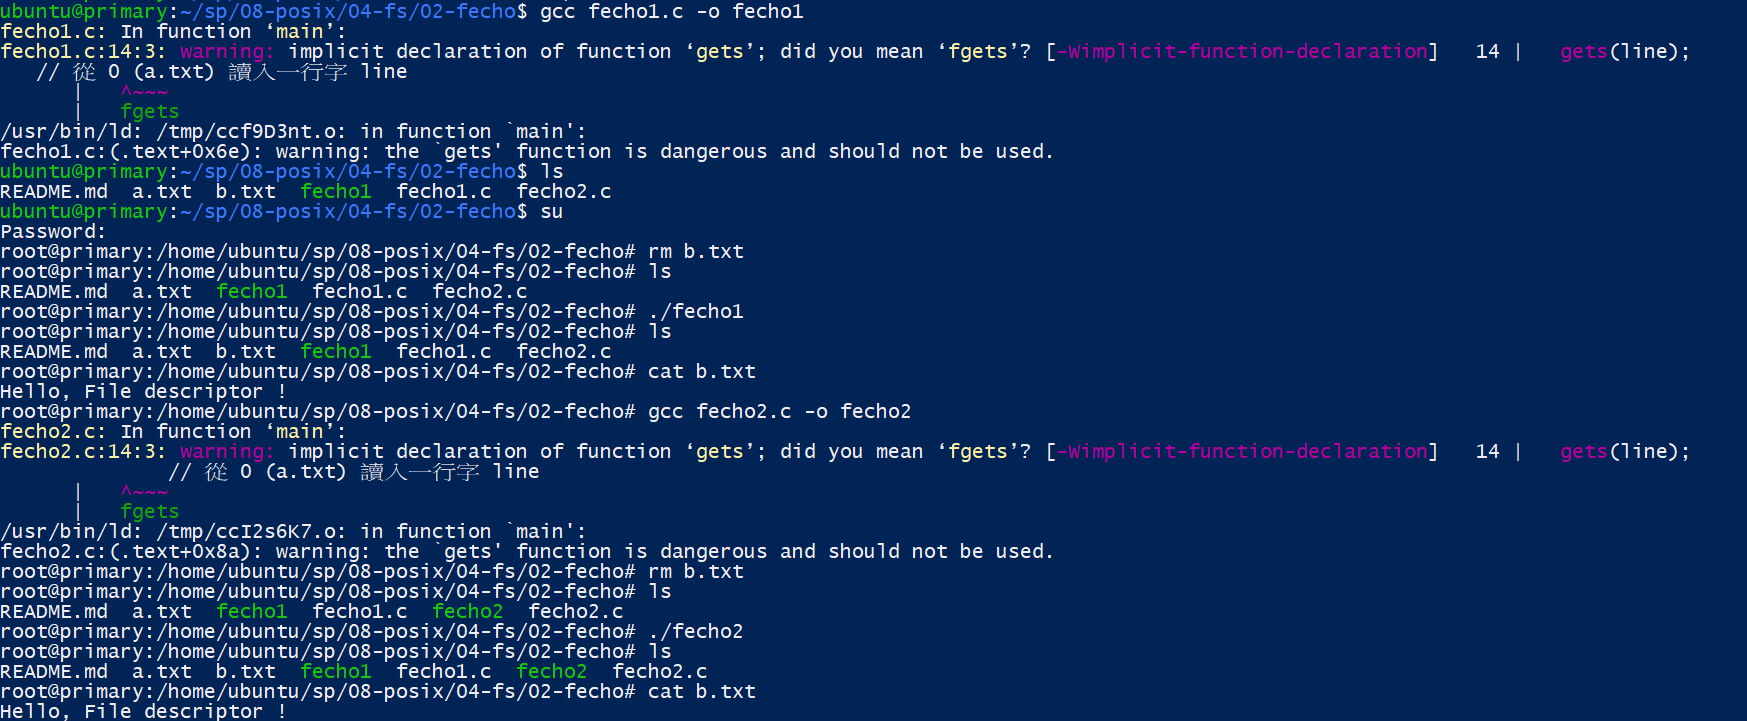 ubuntu@primary:~/sp/08-posix/04-fs/02-fecho$ gcc fecho1.c -o fecho1
fecho1.c: In function ‘main’:
fecho1.c:14:3: warning: implicit declaration of function ‘gets’; did you mean ‘fgets’? [-Wimplicit-function-declaration]   14 |   gets(line);
   // 從 0 (a.txt) 讀入一行字 line
      |   ^~~~
      |   fgets
/usr/bin/ld: /tmp/ccf9D3nt.o: in function `main':
fecho1.c:(.text+0x6e): warning: the `gets' function is dangerous and should not be used.
ubuntu@primary:~/sp/08-posix/04-fs/02-fecho$ ls
README.md  a.txt  b.txt  fecho1  fecho1.c  fecho2.c
ubuntu@primary:~/sp/08-posix/04-fs/02-fecho$ su
Password:
root@primary:/home/ubuntu/sp/08-posix/04-fs/02-fecho# rm b.txt
root@primary:/home/ubuntu/sp/08-posix/04-fs/02-fecho# ls
README.md  a.txt  fecho1  fecho1.c  fecho2.c
root@primary:/home/ubuntu/sp/08-posix/04-fs/02-fecho# ./fecho1
root@primary:/home/ubuntu/sp/08-posix/04-fs/02-fecho# ls
README.md  a.txt  b.txt  fecho1  fecho1.c  fecho2.c
root@primary:/home/ubuntu/sp/08-posix/04-fs/02-fecho# cat b.txt
Hello, File descriptor !
root@primary:/home/ubuntu/sp/08-posix/04-fs/02-fecho# gcc fecho2.c -o fecho2
fecho2.c: In function ‘main’:
fecho2.c:14:3: warning: implicit declaration of function ‘gets’; did you mean ‘fgets’? [-Wimplicit-function-declaration]   14 |   gets(line);
              // 從 0 (a.txt) 讀入一行字 line
      |   ^~~~
      |   fgets
/usr/bin/ld: /tmp/ccI2s6K7.o: in function `main':
fecho2.c:(.text+0x8a): warning: the `gets' function is dangerous and should not be used.
root@primary:/home/ubuntu/sp/08-posix/04-fs/02-fecho# rm b.txt
root@primary:/home/ubuntu/sp/08-posix/04-fs/02-fecho# ls
README.md  a.txt  fecho1  fecho1.c  fecho2  fecho2.c
root@primary:/home/ubuntu/sp/08-posix/04-fs/02-fecho# ./fecho2
root@primary:/home/ubuntu/sp/08-posix/04-fs/02-fecho# ls
README.md  a.txt  b.txt  fecho1  fecho1.c  fecho2  fecho2.c
root@primary:/home/ubuntu/sp/08-posix/04-fs/02-fecho# cat b.txt
Hello, File descriptor !